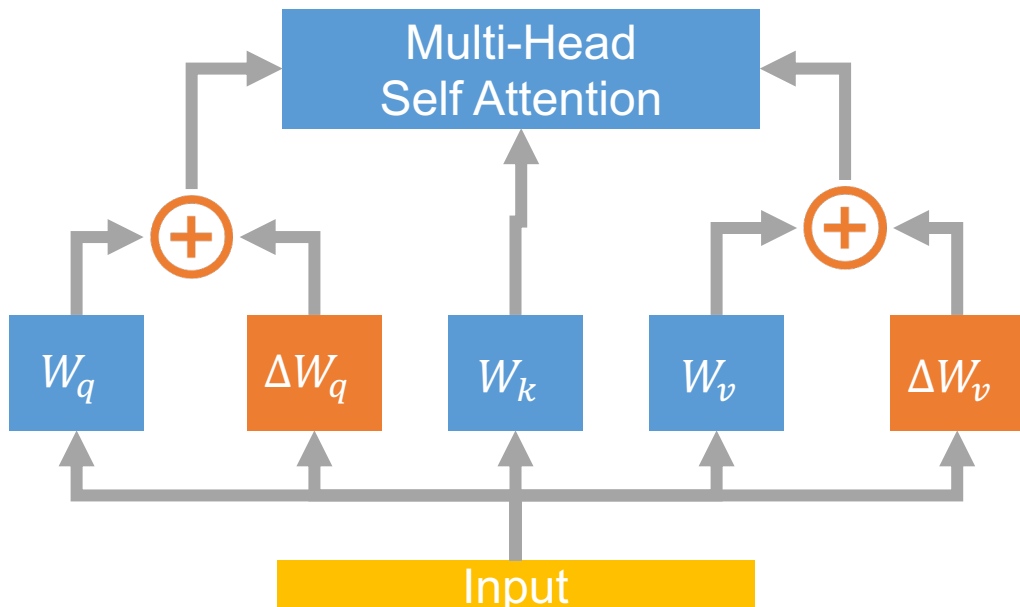 Multi-Head
Self Attention
W_q
ΔW_q
W_k
W_v
ΔW_v
Input